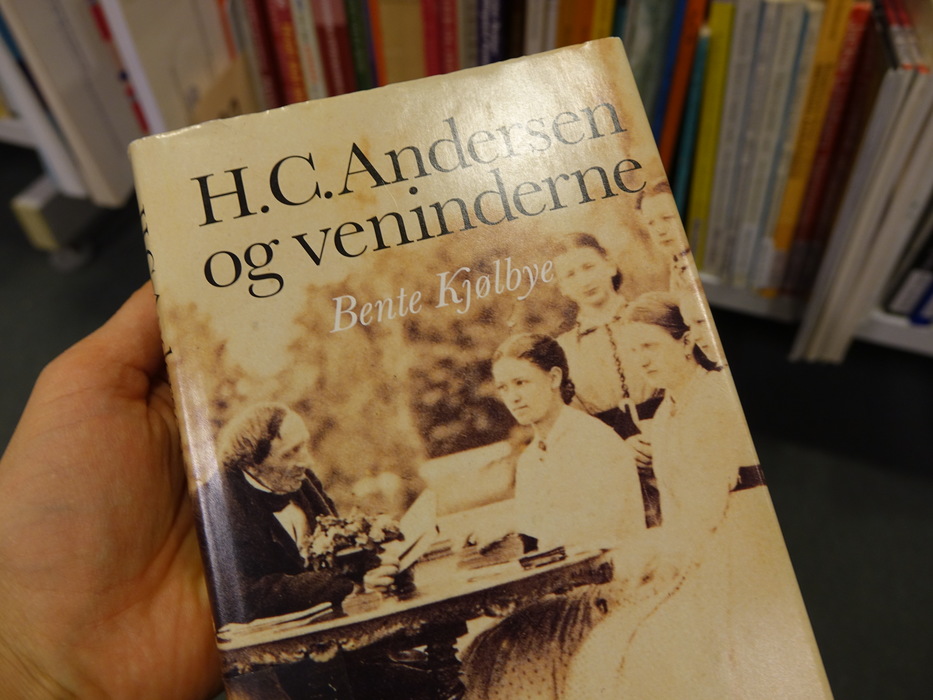 H.C. Andersen
og veninderne
Bente Kjølbye